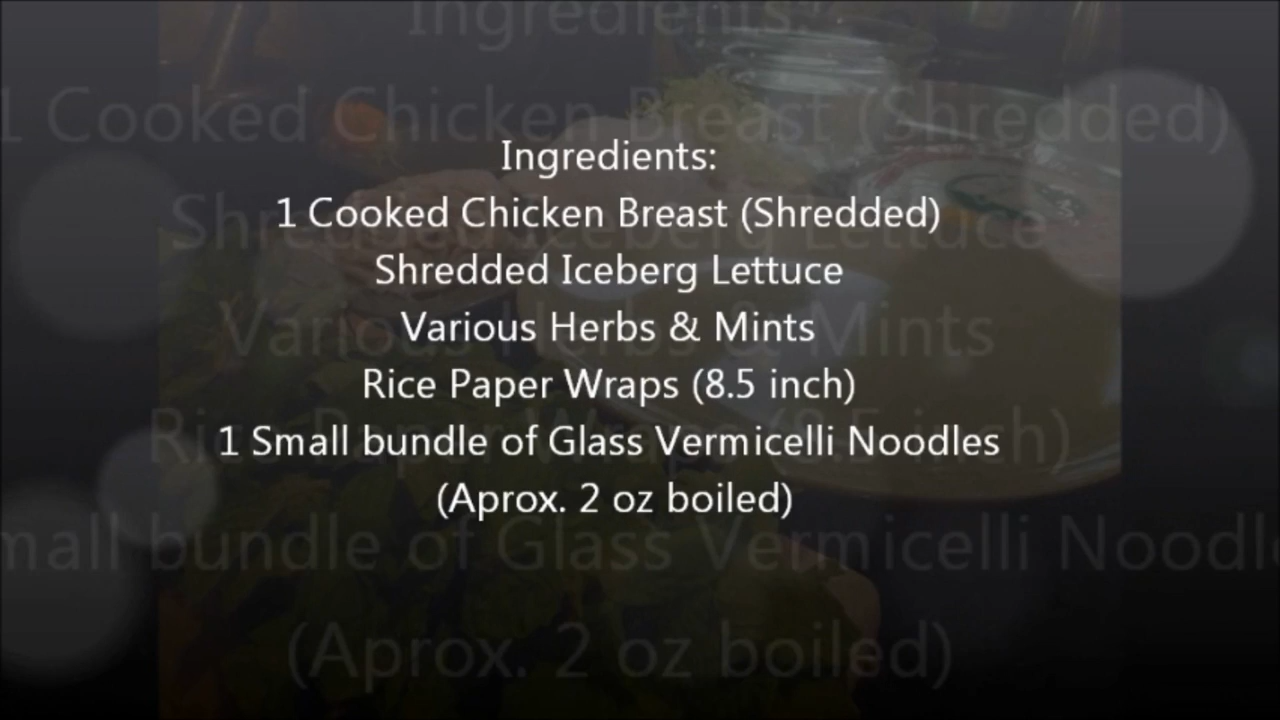 Ingredients:
1 Cooked Chicken Breast (Shredded)
Shredded Iceberg Lettuce
Various Herbs & Mints
Rice Paper Wraps (8.5 inch)
1 Small bundle of Glass Vermicelli Noodles
(Aprox. 2 oz boiled)